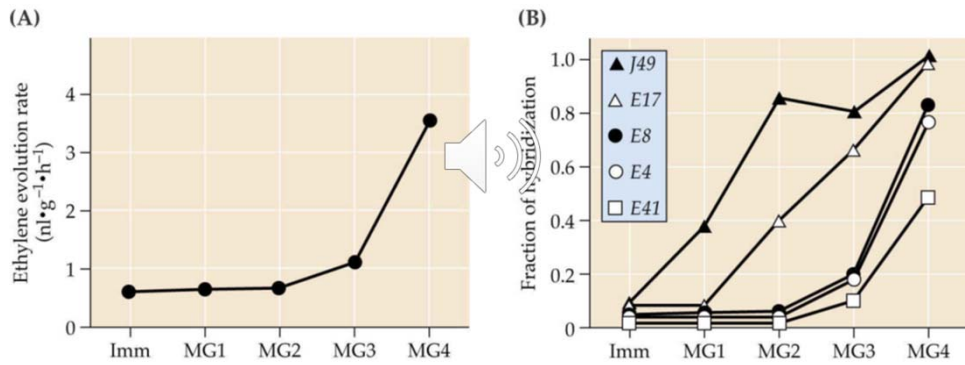 (A)
Ethylene evolution rate
(nl•g⁻¹•h⁻¹)
4
3
2
1
0
Imm MG1 MG2 MG3 MG4
(B)
Fraction of hybridization
1.0
0.8
0.6
0.4
0.2
0
J49
E17
E8
E4
E41
Imm MG1 MG2 MG3 MG4